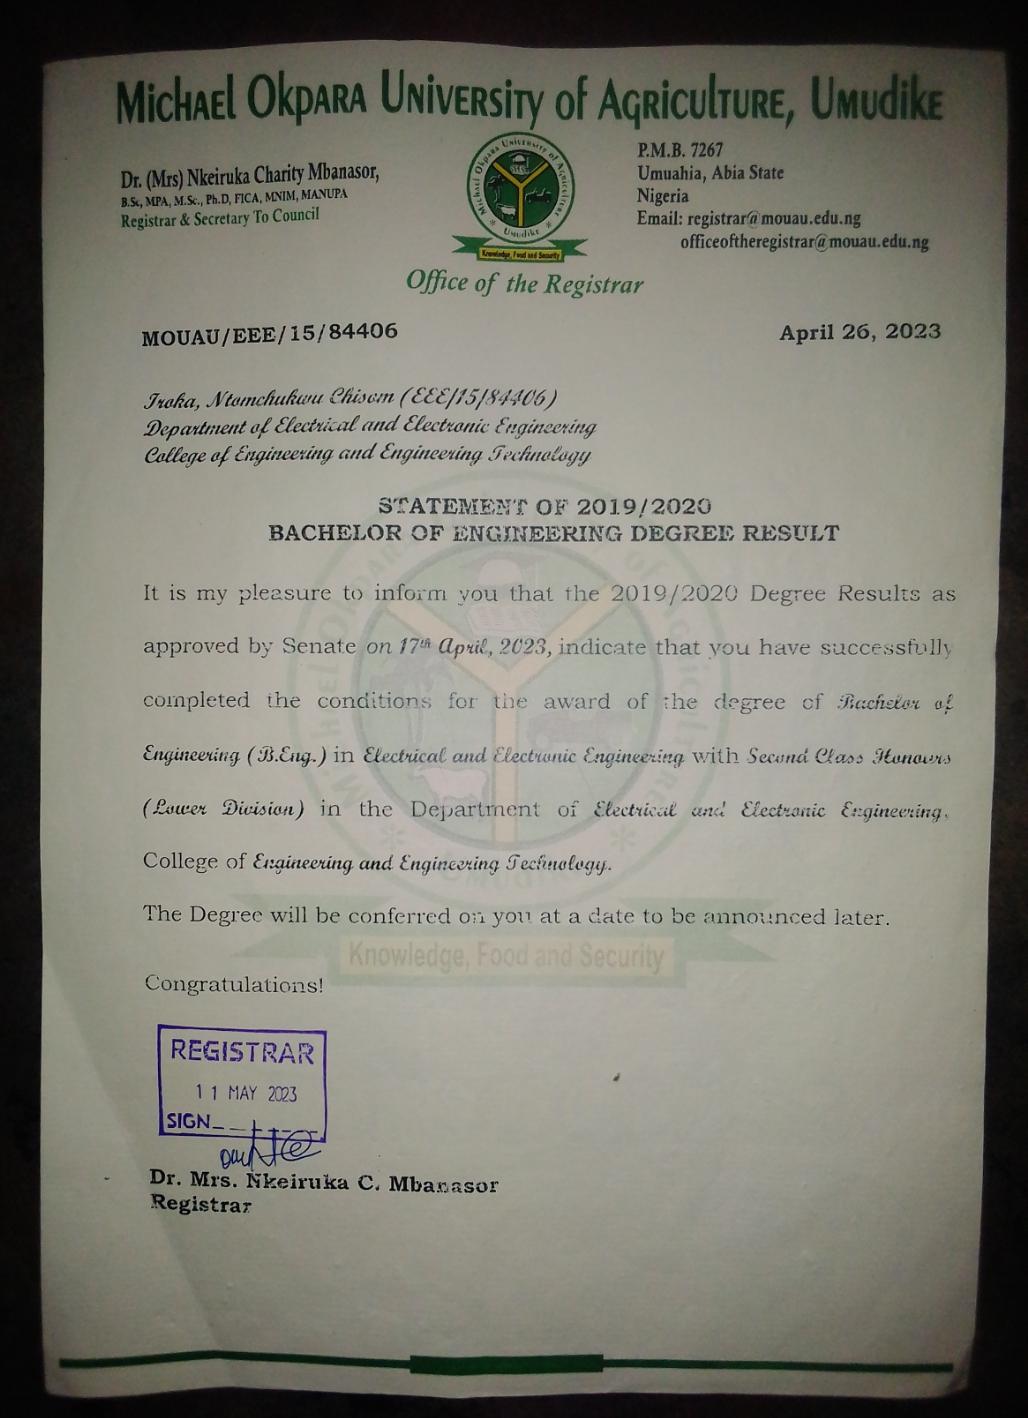 Michael Okpara University of Agriculture, Umudike
Dr. (Mrs) Nkeiruka Charity Mbanasor,
B.Sc, MPA, M.Sc., Ph.D, FICA, MNIM, MANUPA
Registrar & Secretary To Council
Michael Okpara University of Agriculture
Umudike
Knowledge, Food and Security
P.M.B. 7267
Umuahia, Abia State
Nigeria
Email: registrar@mouau.edu.ng
officeoftheregistrar@mouau.edu.ng
Office of the Registrar
MOUAU/EEE/15/84406 April 26, 2023
Iroka, Ntomchukwu Chisom (EEE/15/84406)
Department of Electrical and Electronic Engineering
College of Engineering and Engineering Technology
STATEMENT OF 2019/2020
BACHELOR OF ENGINEERING DEGREE RESULT
It is my pleasure to inform you that the 2019/2020 Degree Results as
approved by Senate on 17th April, 2023, indicate that you have successfully
completed the conditions for the award of the degree of Bachelor of
Engineering (B.Eng.) in Electrical and Electronic Engineering with Second Class Honours
(Lower Division) in the Department of Electrical and Electronic Engineering,
College of Engineering and Engineering Technology.
The Degree will be conferred on you at a date to be announced later.
Knowledge, Food and Security
Congratulations!
REGISTRAR
11 MAY 2023
SIGN
Dr. Mrs. Nkeiruka C. Mbanasor
Registrar